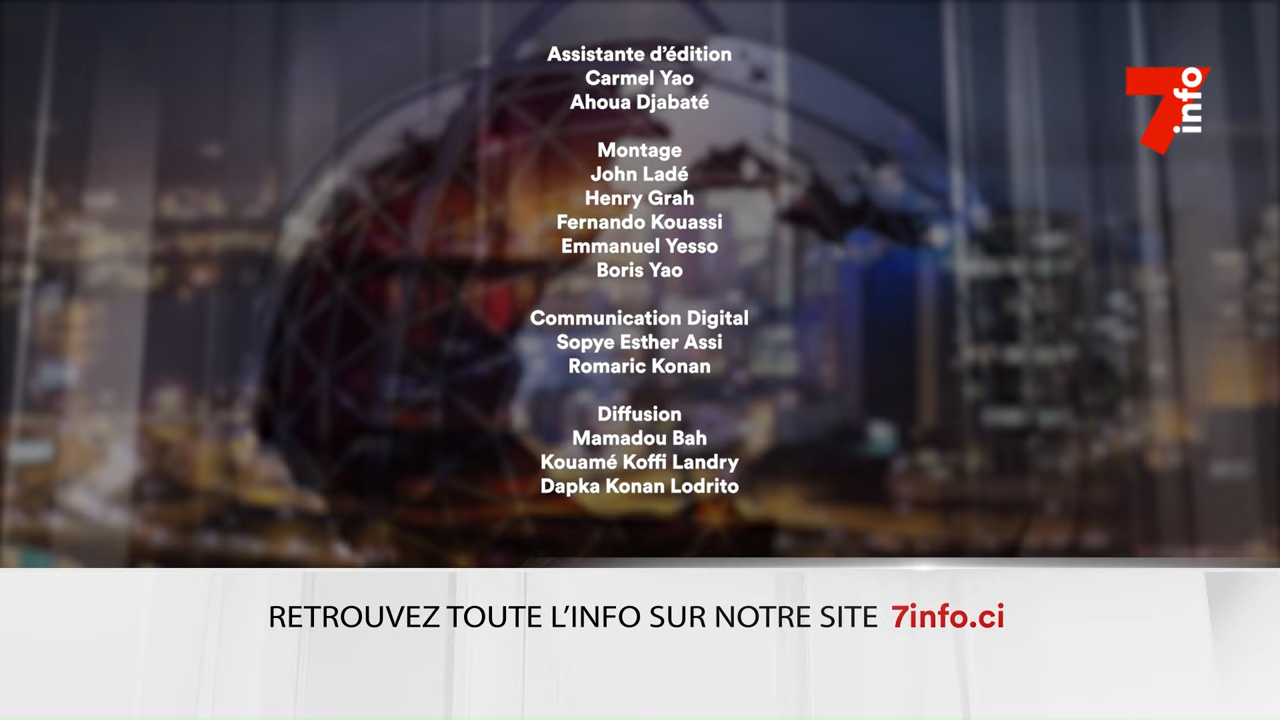 Assistante d'édition
Carmel Yao
Ahoua Djabaté
Montage
John Ladé
Henry Grah
Fernando Kouassi
Emmanuel Yesso
Boris Yao
Communication Digital
Sopye Esther Assi
Romaric Konan
Diffusion
Mamadou Bah
Kouamé Koffi Landry
Dapka Konan Lodrito
7info
RETROUVEZ TOUTE L'INFO SUR NOTRE SITE 7info.ci